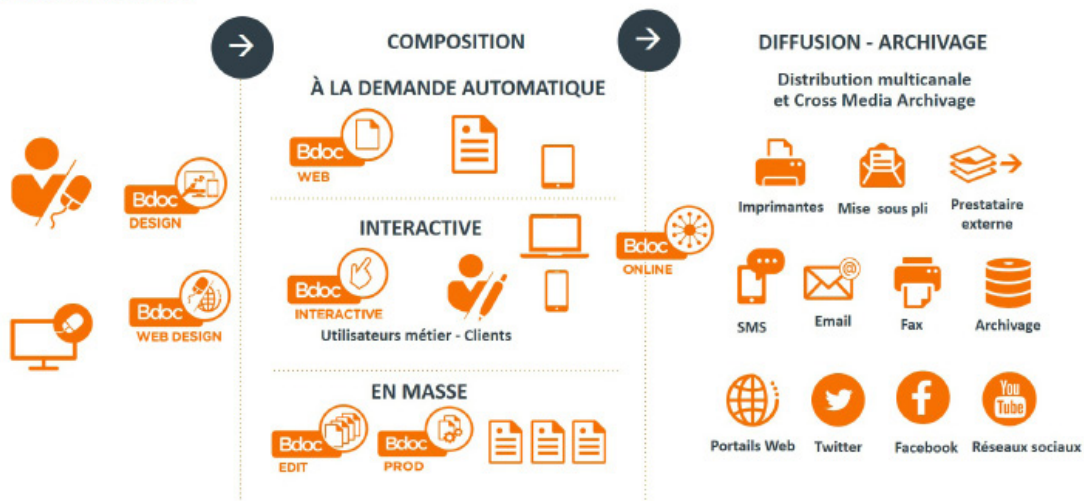 Bdoc
DESIGN
Bdoc
WEB DESIGN
COMPOSITION
À LA DEMANDE AUTOMATIQUE
Bdoc
WEB
INTERACTIVE
Bdoc
INTERACTIVE
Utilisateurs métier - Clients
EN MASSE
Bdoc
EDIT
Bdoc
PROD
Bdoc
ONLINE
DIFFUSION - ARCHIVAGE
Distribution multicanale
et Cross Media Archivage
Imprimantes
Mise sous pli
Prestataire
externe
SMS
@
Email
Fax
Archivage
Portails Web
Twitter
Facebook
You
Tube
Réseaux sociaux